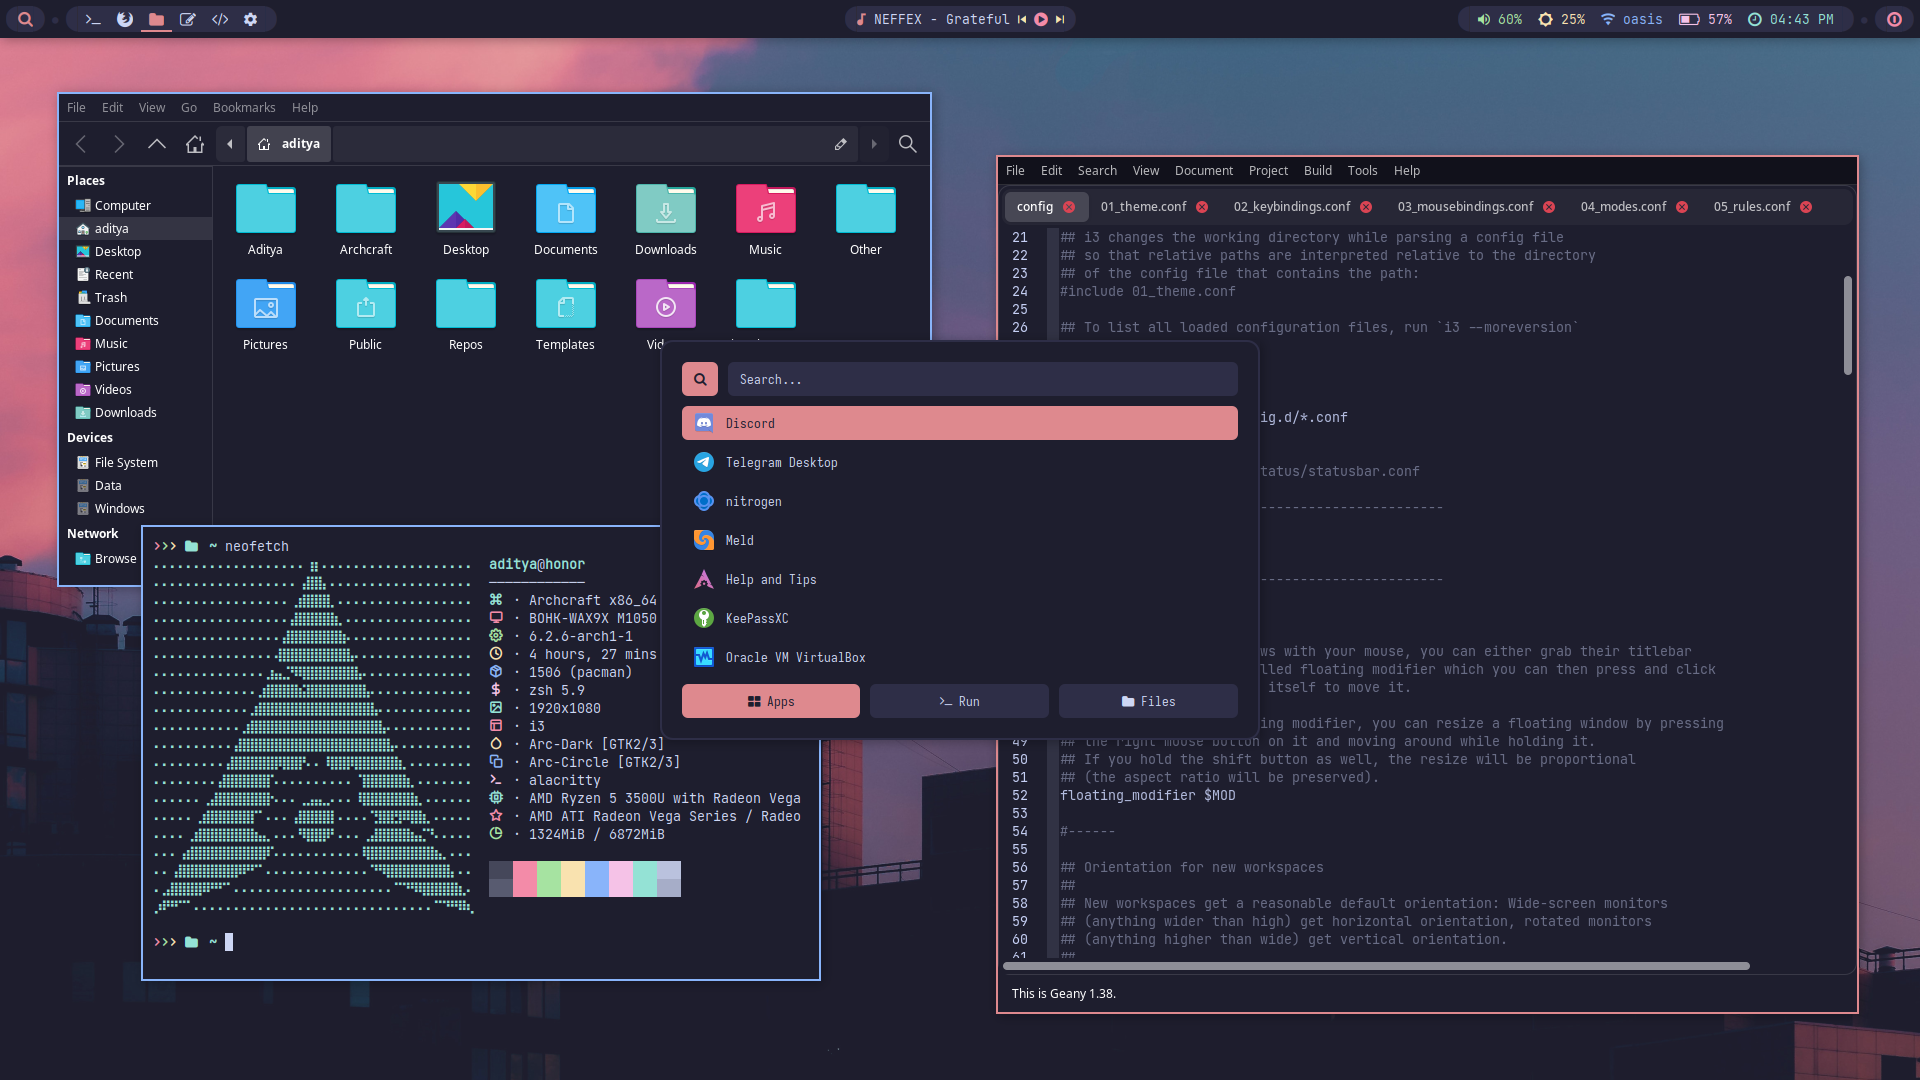 NEFFEX - Grateful
60%
25%
oasis
57%
04:43 PM
File Edit View Go Bookmarks Help
aditya
Places
Computer
aditya
Desktop
Recent
Trash
Documents
Music
Pictures
Videos
Downloads
Devices
File System
Data
Windows
Network
Browse
Aditya Archcraft Desktop Documents Downloads Music Other
Pictures Public Repos Templates
>>> ~ neofetch
aditya@honor
· Archcraft x86_64
· BOHK-WAX9X M1050
· 6.2.6-arch1-1
· 4 hours, 27 mins
· 1506 (pacman)
· zsh 5.9
· 1920x1080
· i3
· Arc-Dark [GTK2/3]
· Arc-Circle [GTK2/3]
· alacritty
· AMD Ryzen 5 3500U with Radeon Vega
· AMD ATI Radeon Vega Series / Radeo
· 1324MiB / 6872MiB
>>> ~
Search...
Discord
Telegram Desktop
nitrogen
Meld
Help and Tips
KeePassXC
Oracle VM VirtualBox
Apps
>_ Run
Files
File Edit Search View Document Project Build Tools Help
config 01_theme.conf 02_keybindings.conf 03_mousebindings.conf 04_modes.conf 05_rules.conf
21 ## i3 changes the working directory while parsing a config file
22 ## so that relative paths are interpreted relative to the directory
23 ## of the config file that contains the path:
24 #include 01_theme.conf
25
26 ## To list all loaded configuration files, run `i3 --moreversion`
ig.d/*.conf
tatus/statusbar.conf
-----------------------
-----------------------
ws with your mouse, you can either grab their titlebar
lled floating modifier which you can then press and click
itself to move it.
ing modifier, you can resize a floating window by pressing
49 ## the right mouse button on it and moving around while holding it.
50 ## If you hold the shift button as well, the resize will be proportional
51 ## (the aspect ratio will be preserved).
52 floating_modifier $MOD
53
54 #------
55
56 ## Orientation for new workspaces
57 ##
58 ## New workspaces get a reasonable default orientation: Wide-screen monitors
59 ## (anything wider than high) get horizontal orientation, rotated monitors
60 ## (anything higher than wide) get vertical orientation.
61 ##
This is Geany 1.38.